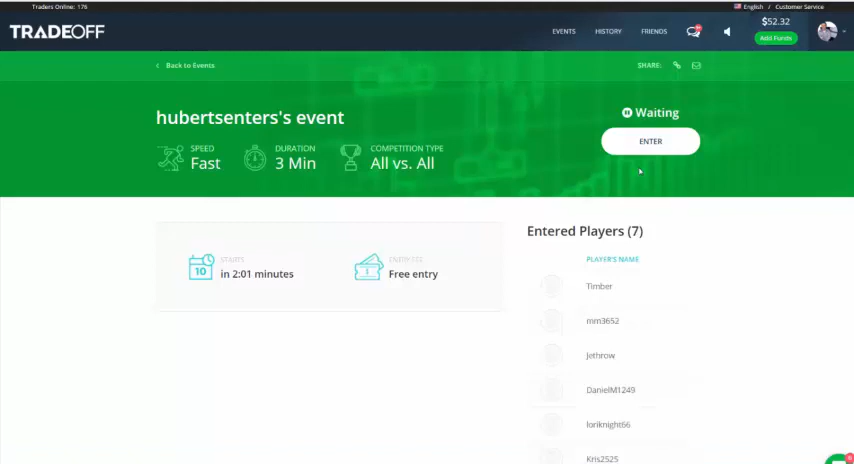 Traders Online: 176
English / Customer Service
TRADEOFF
EVENTS HISTORY FRIENDS
$52.32
Add Funds
‹ Back to Events
SHARE:
hubertsenters's event
Waiting
ENTER
SPEED
Fast
DURATION
3 Min
COMPETITION TYPE
All vs. All
STARTS
in 2:01 minutes
10
Free entry
$
Entered Players (7)
PLAYER'S NAME
Timber
mm3652
Jethrow
DanielM1249
loriknight66
Kris2525